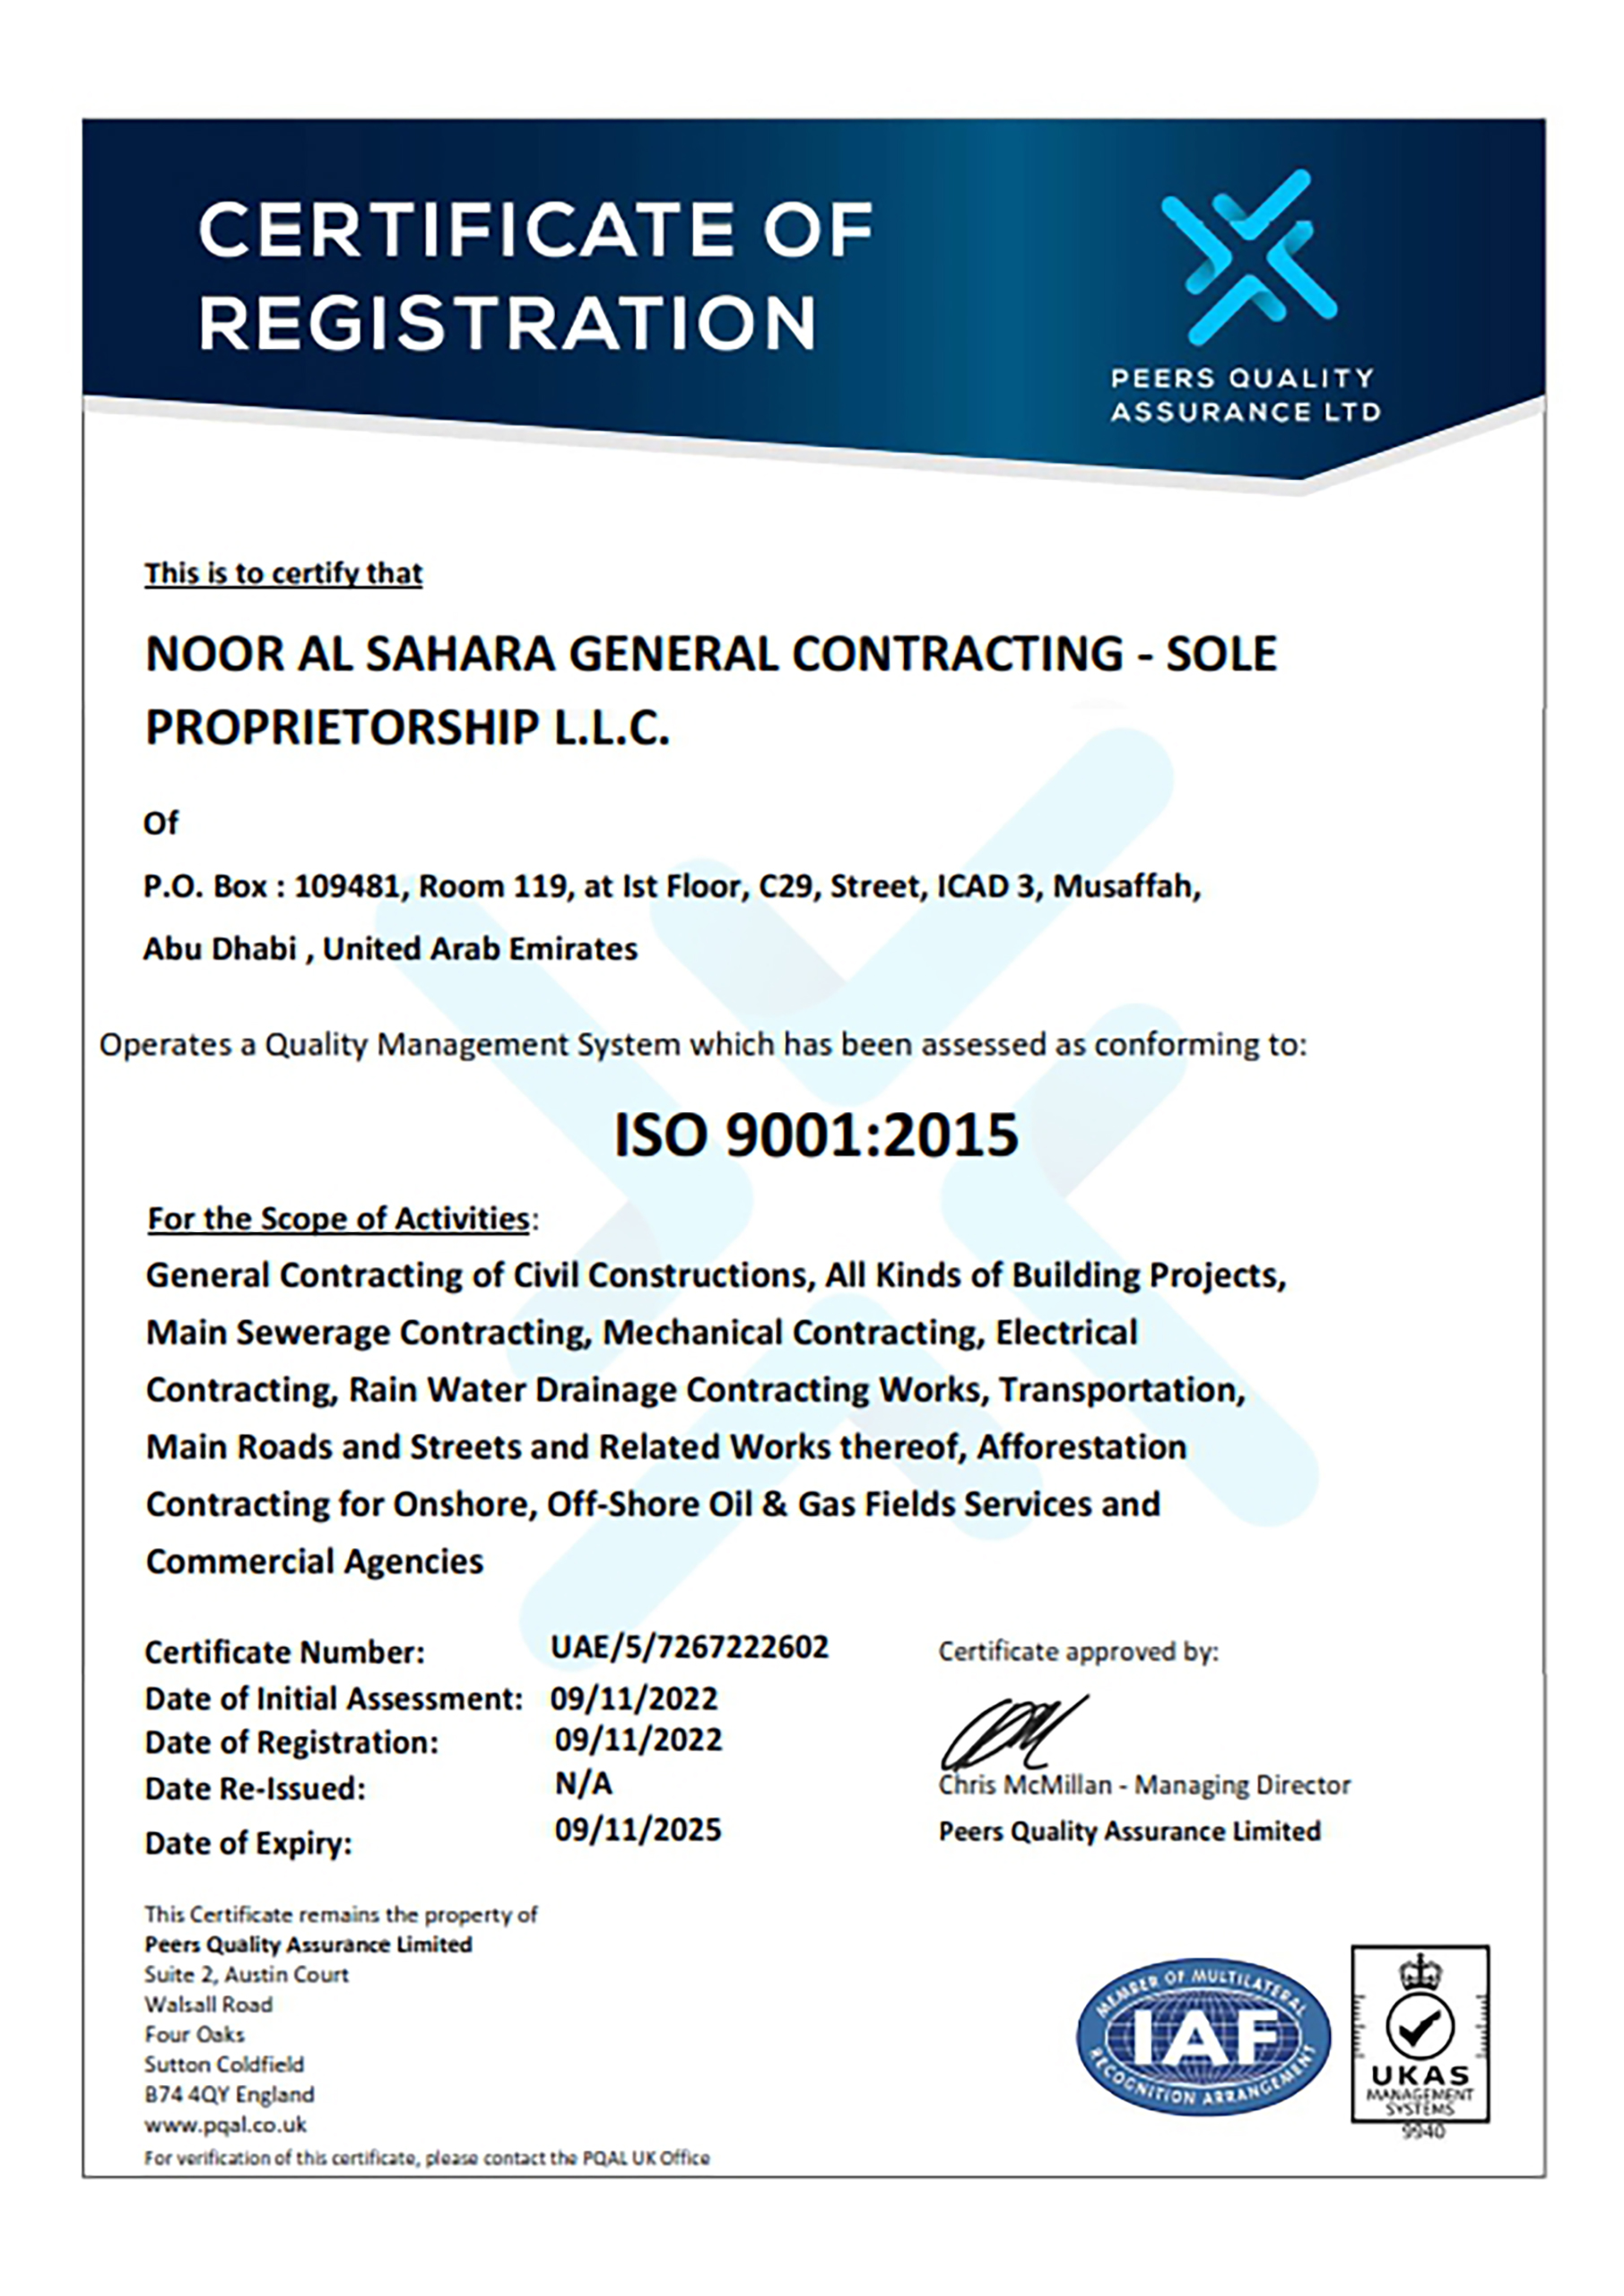 CERTIFICATE OF
REGISTRATION
PEERS QUALITY
ASSURANCE LTD
This is to certify that
NOOR AL SAHARA GENERAL CONTRACTING - SOLE
PROPRIETORSHIP L.L.C.
Of
P.O. Box : 109481, Room 119, at Ist Floor, C29, Street, ICAD 3, Musaffah,
Abu Dhabi , United Arab Emirates
Operates a Quality Management System which has been assessed as conforming to:
ISO 9001:2015
For the Scope of Activities:
General Contracting of Civil Constructions, All Kinds of Building Projects,
Main Sewerage Contracting, Mechanical Contracting, Electrical
Contracting, Rain Water Drainage Contracting Works, Transportation,
Main Roads and Streets and Related Works thereof, Afforestation
Contracting for Onshore, Off-Shore Oil & Gas Fields Services and
Commercial Agencies
Certificate Number: UAE/5/7267222602
Date of Initial Assessment: 09/11/2022
Date of Registration: 09/11/2022
Date Re-Issued: N/A
Date of Expiry: 09/11/2025
Certificate approved by:
Chris McMillan - Managing Director
Peers Quality Assurance Limited
This Certificate remains the property of
Peers Quality Assurance Limited
Suite 2, Austin Court
Walsall Road
Four Oaks
Sutton Coldfield
B74 4QY England
www.pqal.co.uk
For verification of this certificate, please contact the PQAL UK Office
MEMBER OF MULTILATERAL
IAF
RECOGNITION ARRANGEMENT
UKAS
MANAGEMENT
SYSTEMS
9940